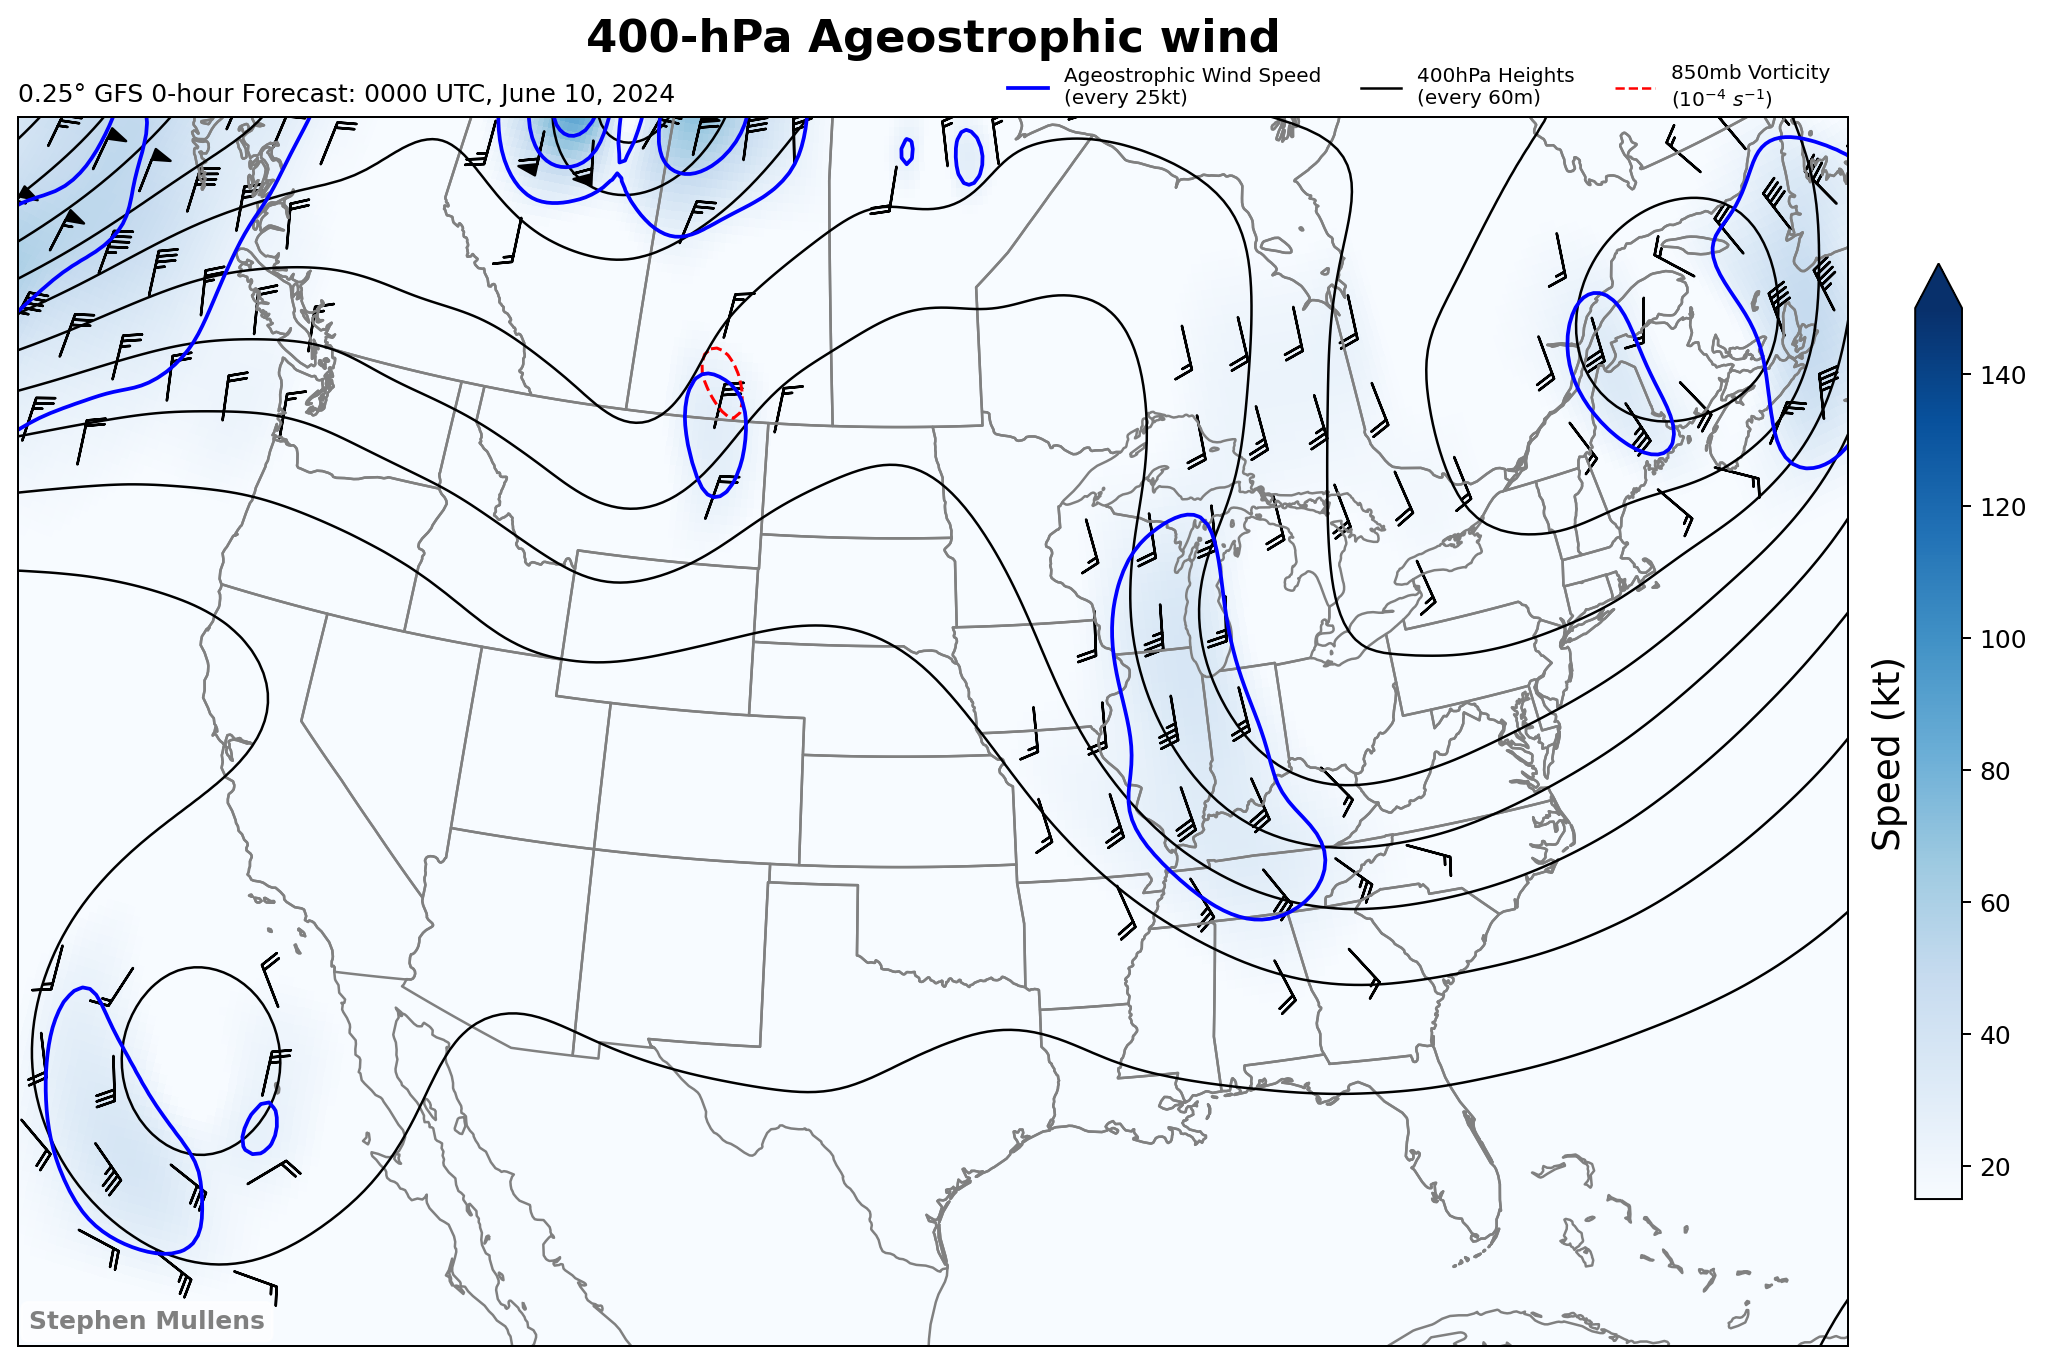 400-hPa Ageostrophic wind
0.25° GFS 0-hour Forecast: 0000 UTC, June 10, 2024
Ageostrophic Wind Speed
(every 25kt)
400hPa Heights
(every 60m)
850mb Vorticity
(10⁻⁴ s⁻¹)
140
120
100
80
60
40
20
Speed (kt)
Stephen Mullens